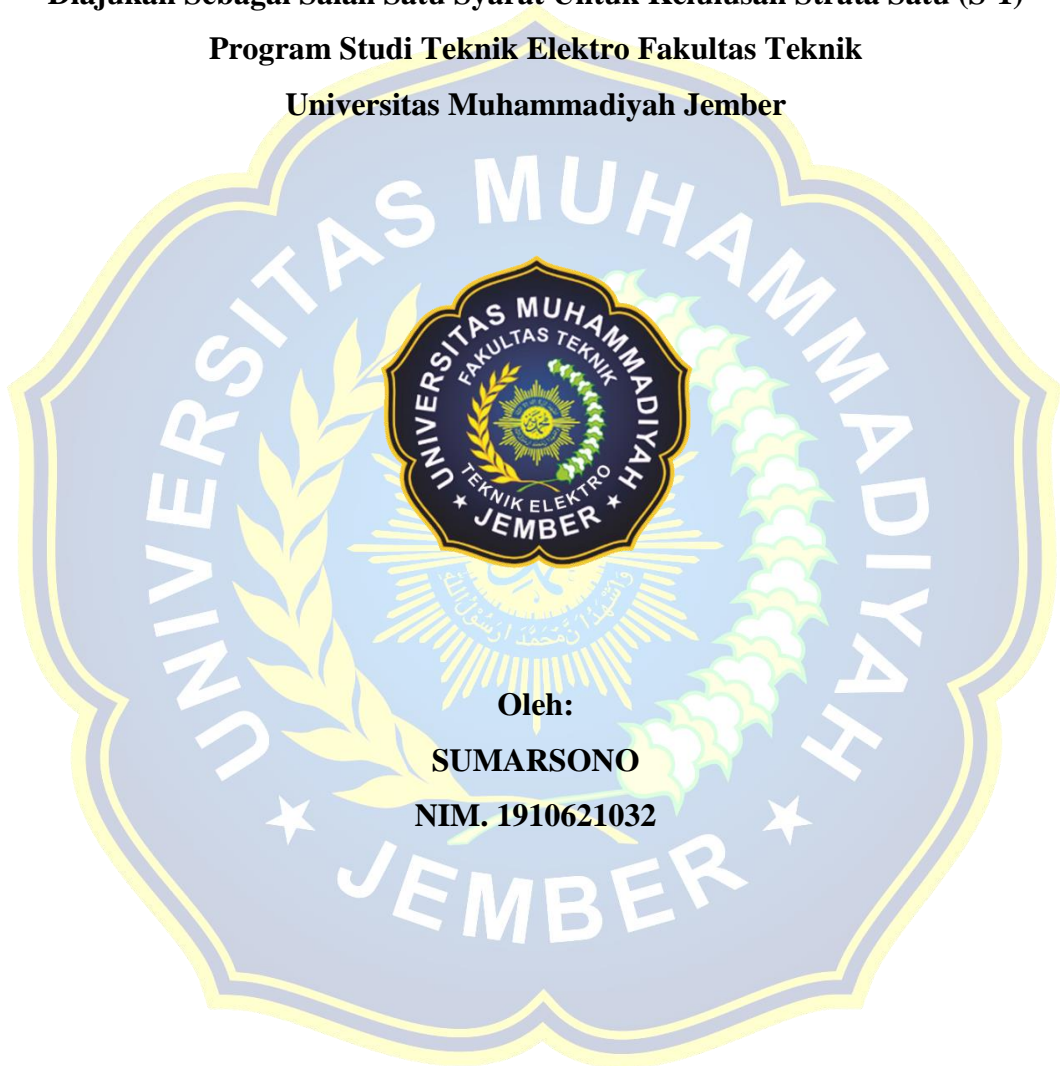 Diajukan Sebagai Salah Satu Syarat Untuk Kelulusan Strata Satu (S-1)
Program Studi Teknik Elektro Fakultas Teknik
Universitas Muhammadiyah Jember
UNIVERSITAS MUHAMMADIYAH
JEMBER
UNIVERSITAS MUHAMMADIYAH
FAKULTAS TEKNIK
TEKNIK ELEKTRO
JEMBER
Oleh:
SUMARSONO
NIM. 1910621032